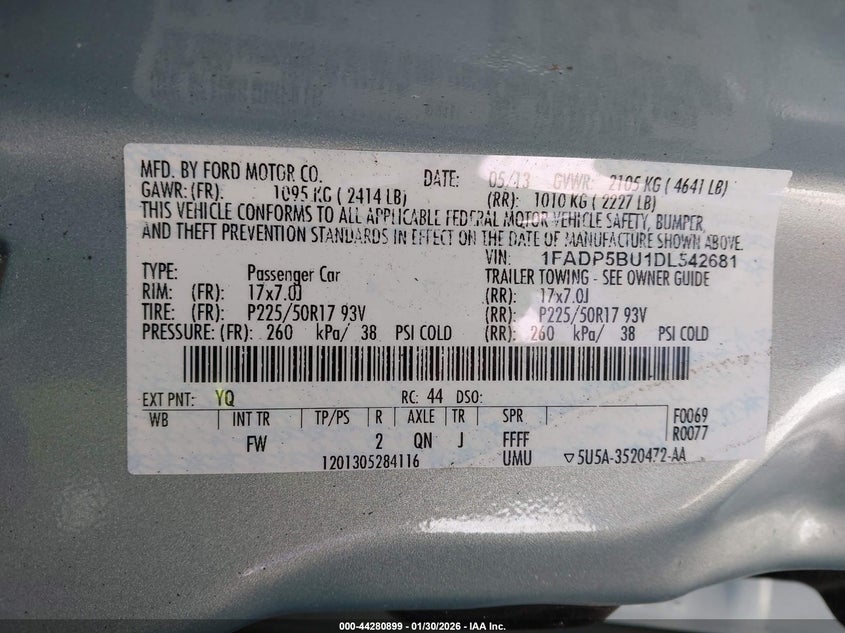 MFD. BY FORD MOTOR CO. DATE: 05/13 GVWR: 2105 KG ( 4641 LB)
GAWR:(FR): 1095 KG ( 2414 LB) (RR): 1010 KG ( 2227 LB)
THIS VEHICLE CONFORMS TO ALL APPLICABLE FEDERAL MOTOR VEHICLE SAFETY, BUMPER,
AND THEFT PREVENTION STANDARDS IN EFFECT ON THE DATE OF MANUFACTURE SHOWN ABOVE.
VIN: 1FADP5BU1DL542681
TYPE: Passenger Car TRAILER TOWING - SEE OWNER GUIDE
RIM: (FR): 17x7.0J (RR): 17x7.0J
TIRE: (FR): P225/50R17 93V (RR): P225/50R17 93V
PRESSURE: (FR): 260 kPa/ 38 PSI COLD (RR): 260 kPa/ 38 PSI COLD
EXT PNT: YQ RC: 44 DSO:
WB INT TR TP/PS R AXLE TR SPR F0069
FW 2 QN J FFFF R0077
1201305284116 UMU ▽5U5A-3520472-AA
000-44280899 — 01/30/2026 — IAA Inc.